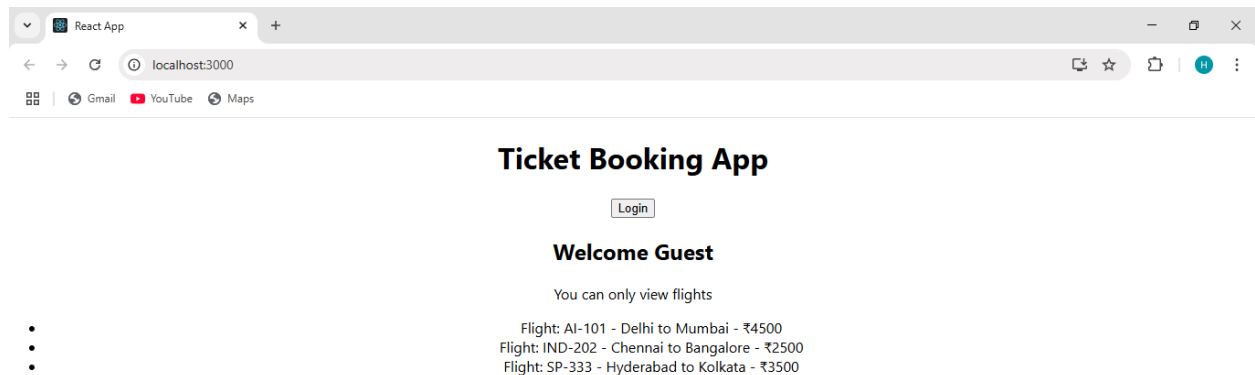 React App
localhost:3000
H
Gmail YouTube Maps
Ticket Booking App
Login
Welcome Guest
You can only view flights
• Flight: AI-101 - Delhi to Mumbai - ₹4500
• Flight: IND-202 - Chennai to Bangalore - ₹2500
• Flight: SP-333 - Hyderabad to Kolkata - ₹3500